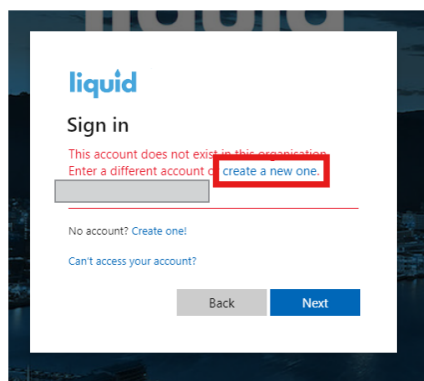 liquid
liquid
Sign in
This account does not exist in this organisation.
Enter a different account or create a new one.
No account? Create one!
Can't access your account?
Back
Next